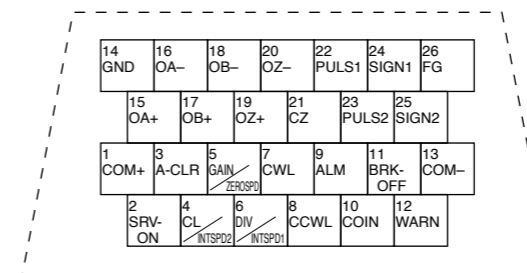 14 16 18 20 22 24 26
GND OA– OB– OZ– PULS1 SIGN1 FG
15 17 19 21 23 25
OA+ OB+ OZ+ CZ PULS2 SIGN2
1 3 5 7 9 11 13
COM+ A-CLR GAIN CWL ALM BRK- COM–
ZEROSPD OFF
2 4 6 8 10 12
SRV- CL DIV CCWL COIN WARN
ON INTSPD2 INTSPD1